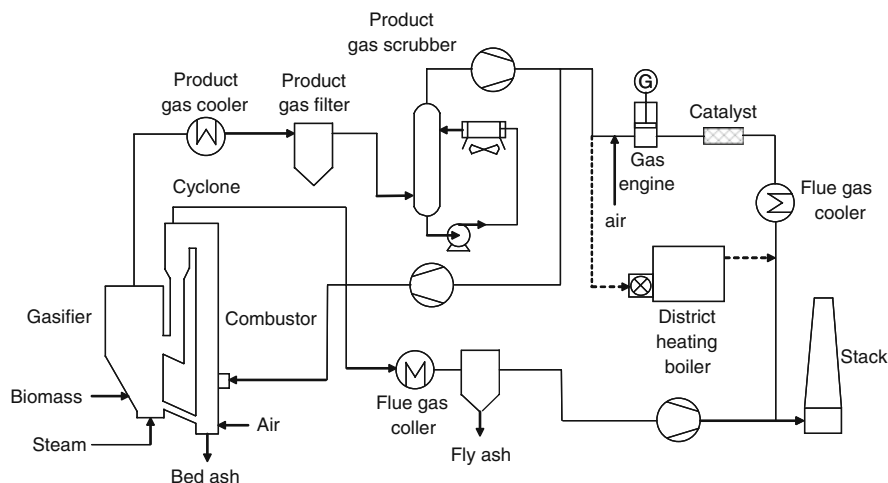 Product
gas scrubber
Product
gas cooler
Product
gas filter
G
Catalyst
Gas
engine
Flue gas
cooler
air
Cyclone
Gasifier
Combustor
District
heating
boiler
Stack
Biomass
Flue gas
coller
Steam
Air
Fly ash
Bed ash